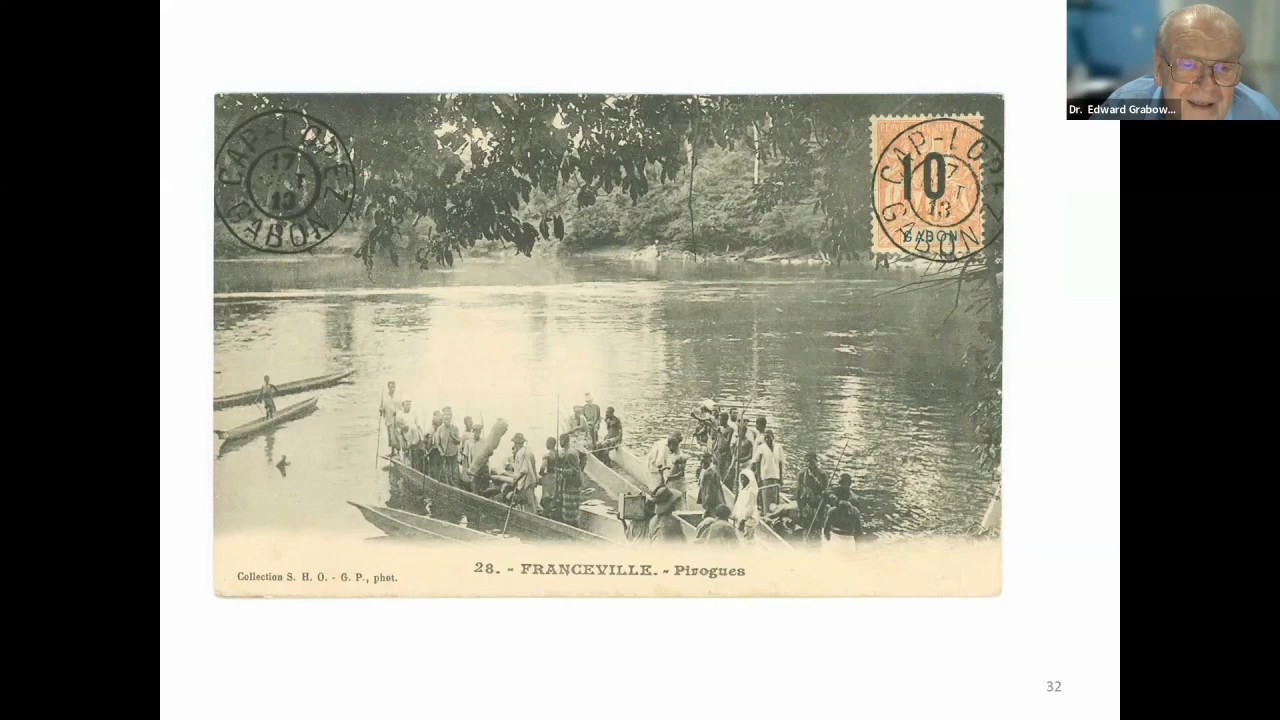 CAP-LOPEZ
17
13
GABON
CAP-LOPEZ
10
13
GABON
GABON
Dr. Edward Grabow...
28. - FRANCEVILLE. - Pirogues
Collection S. H. O. - G. P., phot.
32